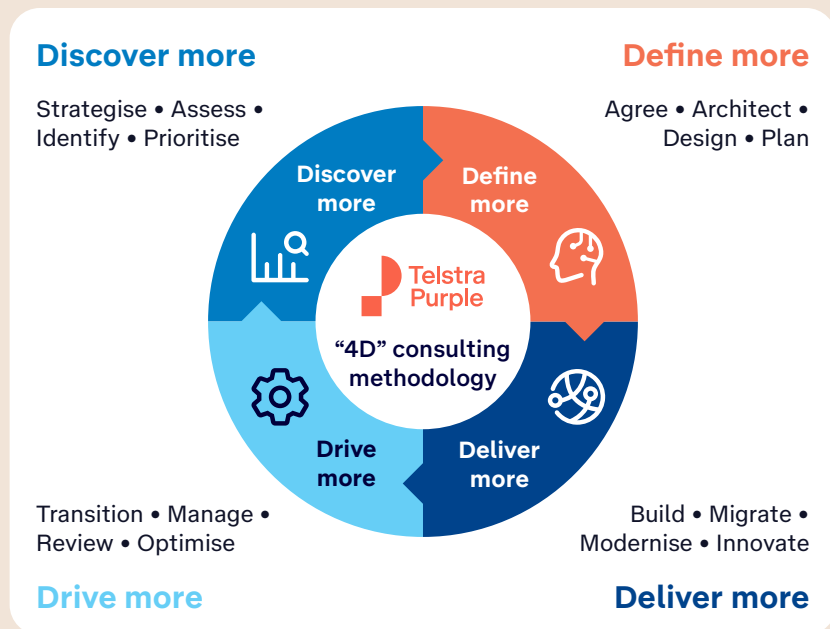 Discover more
Strategise • Assess •
Identify • Prioritise
Define more
Agree • Architect •
Design • Plan
Discover
more
Define
more
Telstra
Purple
“4D” consulting
methodology
Drive
more
Deliver
more
Transition • Manage •
Review • Optimise
Drive more
Build • Migrate •
Modernise • Innovate
Deliver more